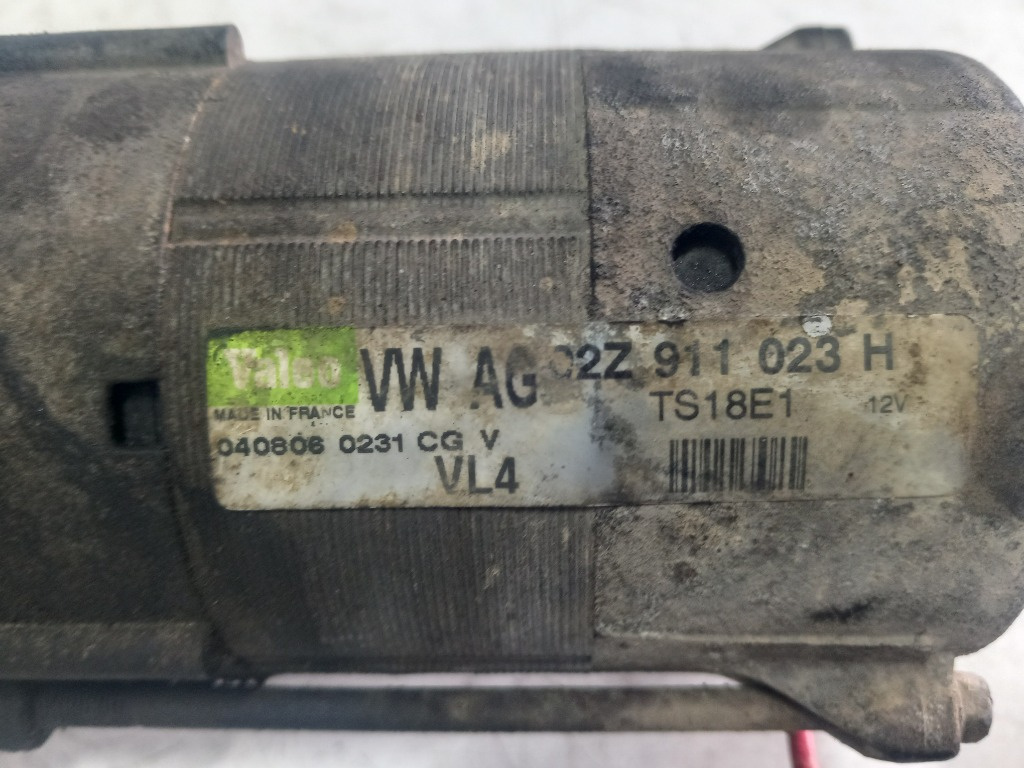 Valeo VW AG 02Z 911 023 H
MADE IN FRANCE TS18E1 12V
040806 0231 CG V
VL4